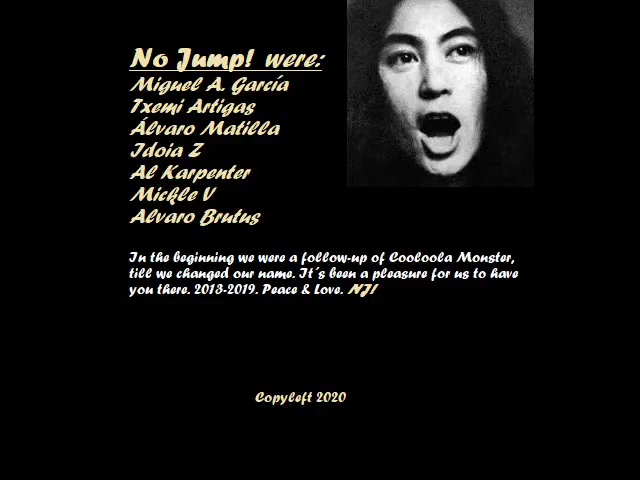 No Jump! were:
Miguel A. García
Txemi Artigas
Álvaro Matilla
Idoia Z
Al Karpenter
Mickle V
Alvaro Brutus
In the beginning we were a follow-up of Cooloola Monster,
till we changed our name. It´s been a pleasure for us to have
you there. 2013-2019. Peace & Love. NJ!
Copyleft 2020